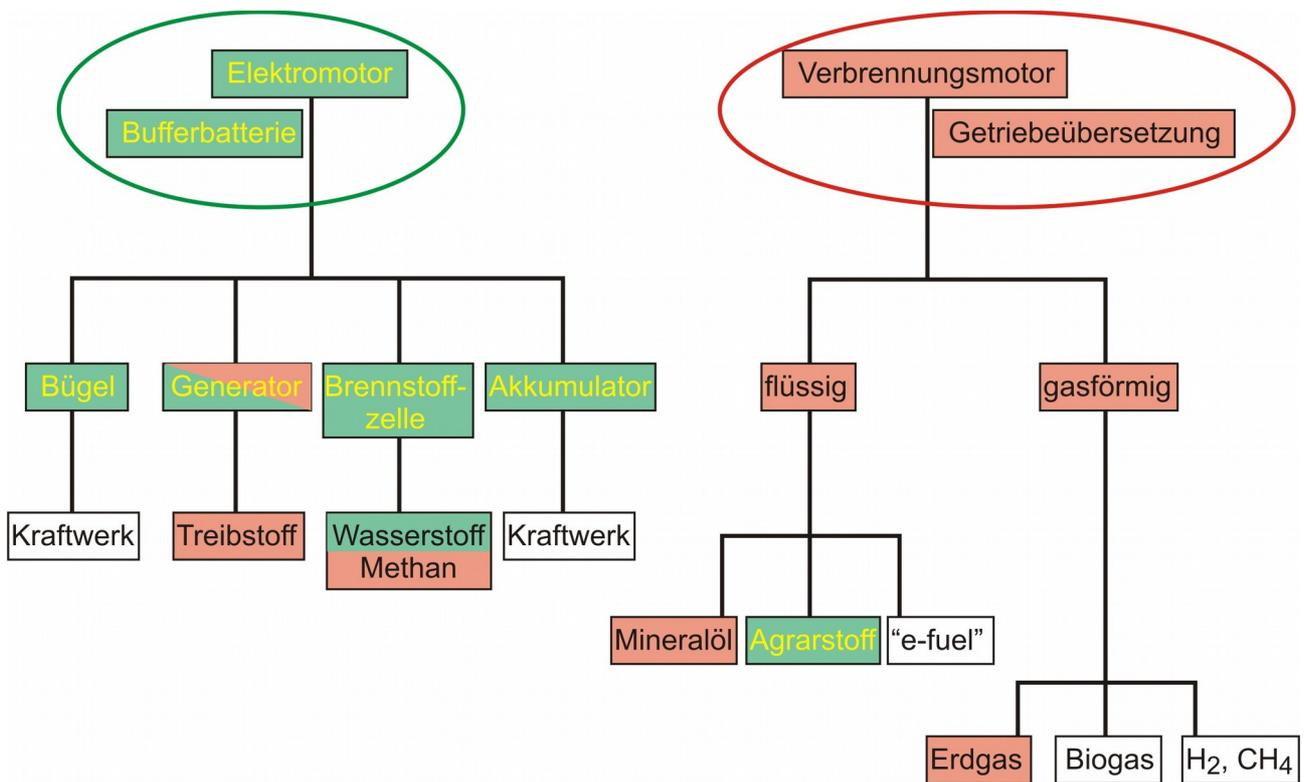 Elektromotor
Verbrennungsmotor
Bufferbatterie
Getriebeübersetzung
Bügel
Generator
Brennstoff-
zelle
Akkumulator
flüssig
gasförmig
Kraftwerk
Treibstoff
Wasserstoff
Methan
Kraftwerk
Mineralöl
Agrarstoff
“e-fuel”
Erdgas
Biogas
H₂, CH₄